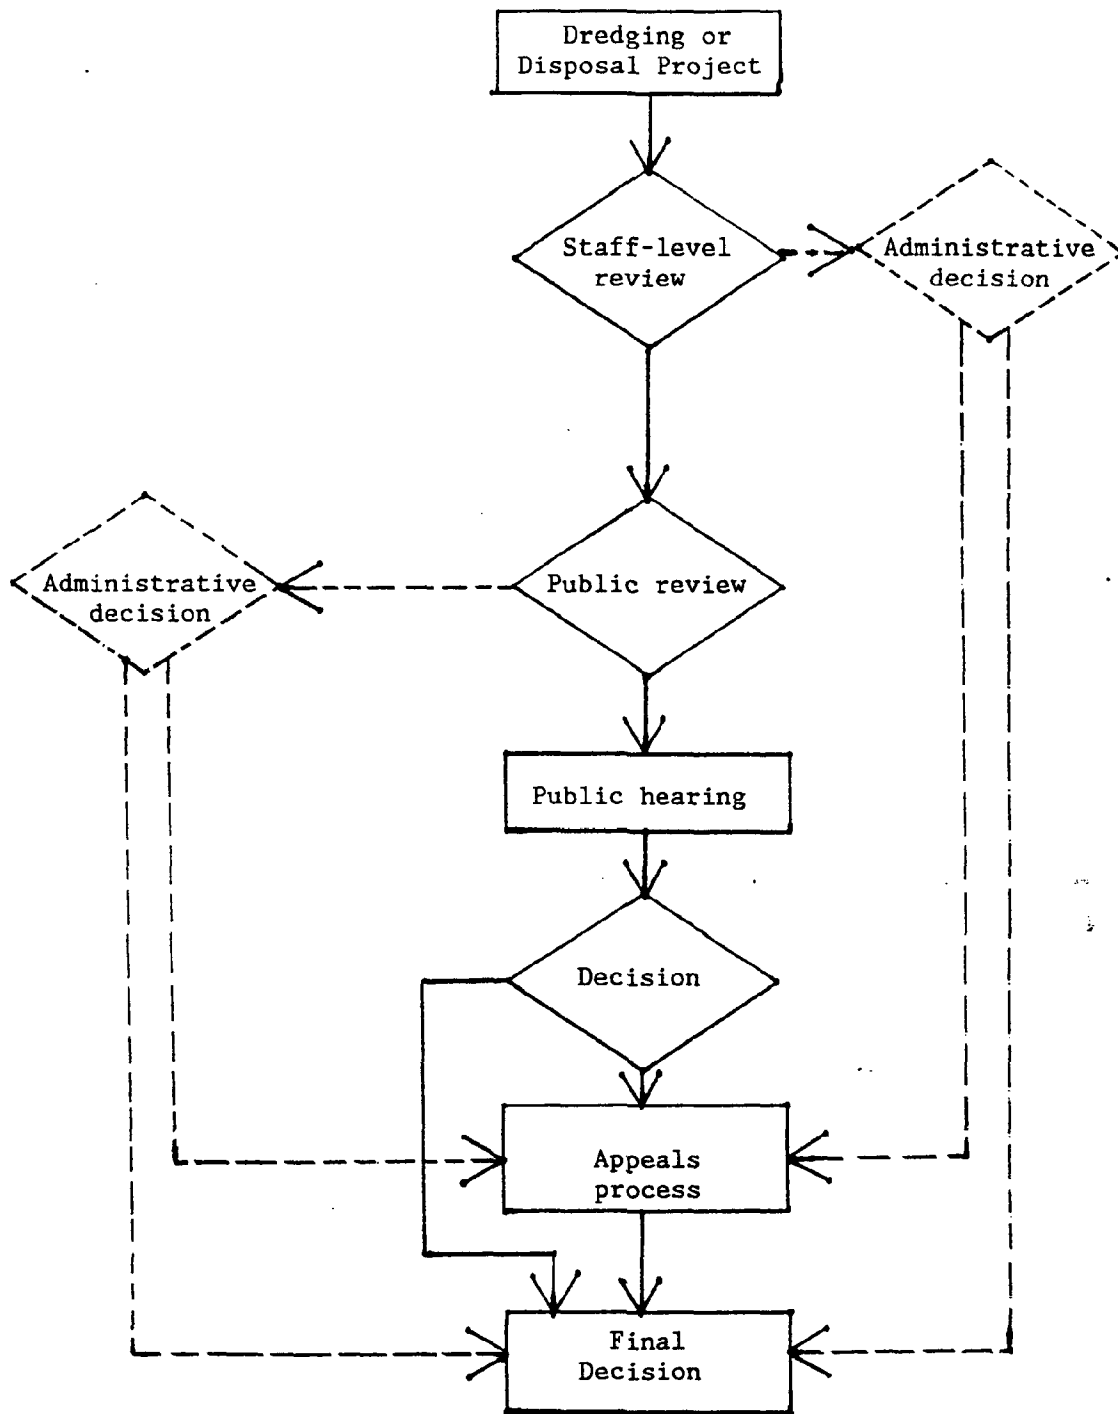 Dredging or
Disposal Project
Staff-level
review
Administrative
decision
Public review
Administrative
decision
Public hearing
Decision
Appeals
process
Final
Decision